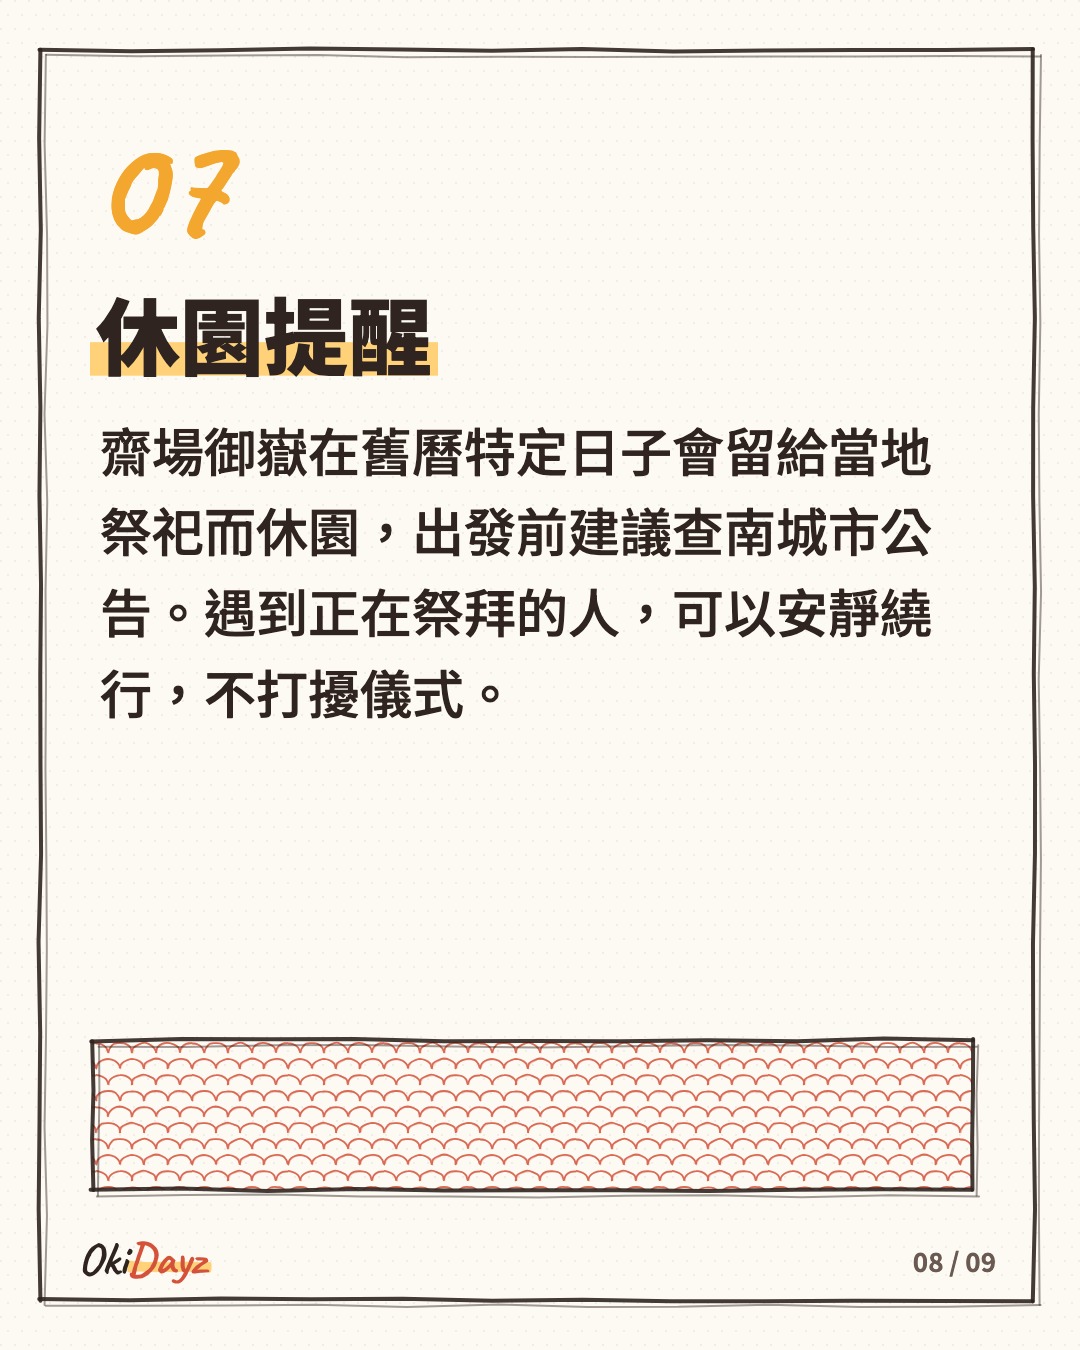 07
休園提醒
齋場御嶽在舊曆特定日子會留給當地
祭祀而休園，出發前建議查南城市公
告。遇到正在祭拜的人，可以安靜繞
行，不打擾儀式。
OkiDayz
08 / 09